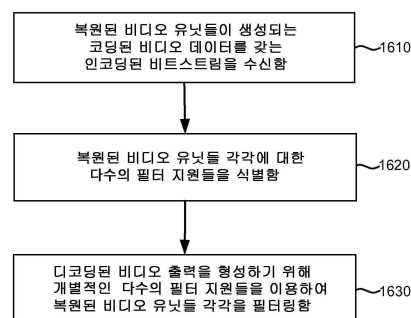 복원된 비디오 유닛들이 생성되는
코딩된 비디오 데이터를 갖는
인코딩된 비트스트림을 수신함
1610
복원된 비디오 유닛들 각각에 대한
다수의 필터 지원들을 식별함
1620
디코딩된 비디오 출력을 형성하기 위해
개별적인 다수의 필터 지원들을 이용하여
복원된 비디오 유닛들 각각을 필터링함
1630